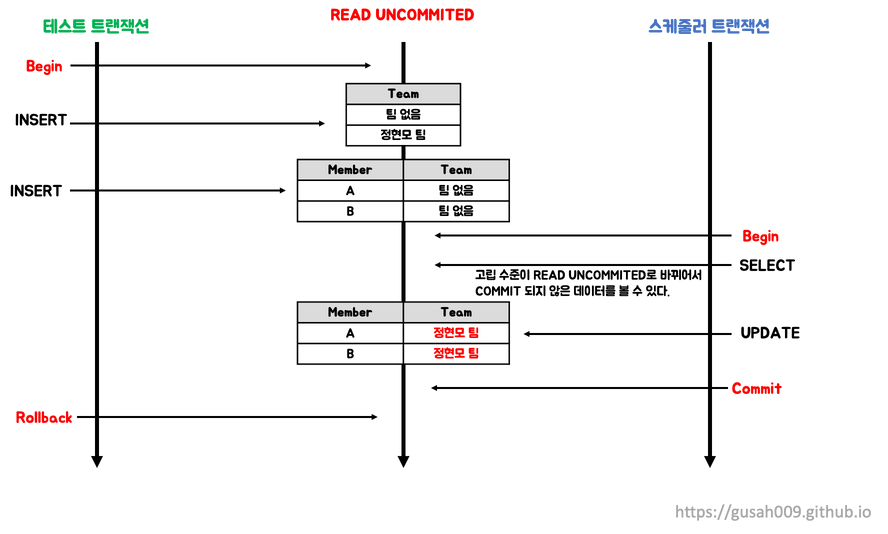 테스트 트랜잭션
READ UNCOMMITED
스케줄러 트랜잭션
Begin
INSERT
Team
팀 없음
정현모 팀
INSERT
Member Team
A 팀 없음
B 팀 없음
Begin
SELECT
고립 수준이 READ UNCOMMITED로 바뀌어서
COMMIT 되지 않은 데이터를 볼 수 있다.
Member Team
A 정현모 팀
B 정현모 팀
UPDATE
Commit
Rollback
https://gusah009.github.io